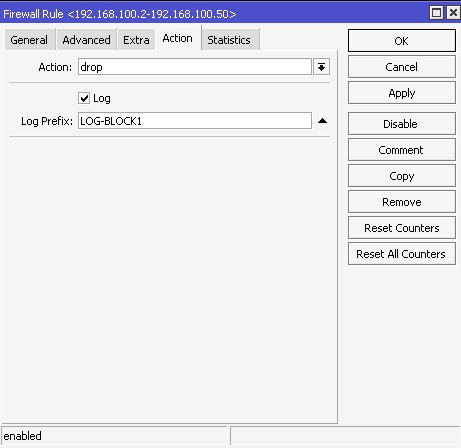 Firewall Rule <192.168.100.2-192.168.100.50>
General Advanced Extra Action Statistics
Action: drop
Log
Log Prefix: LOG-BLOCK1
OK
Cancel
Apply
Disable
Comment
Copy
Remove
Reset Counters
Reset All Counters
enabled